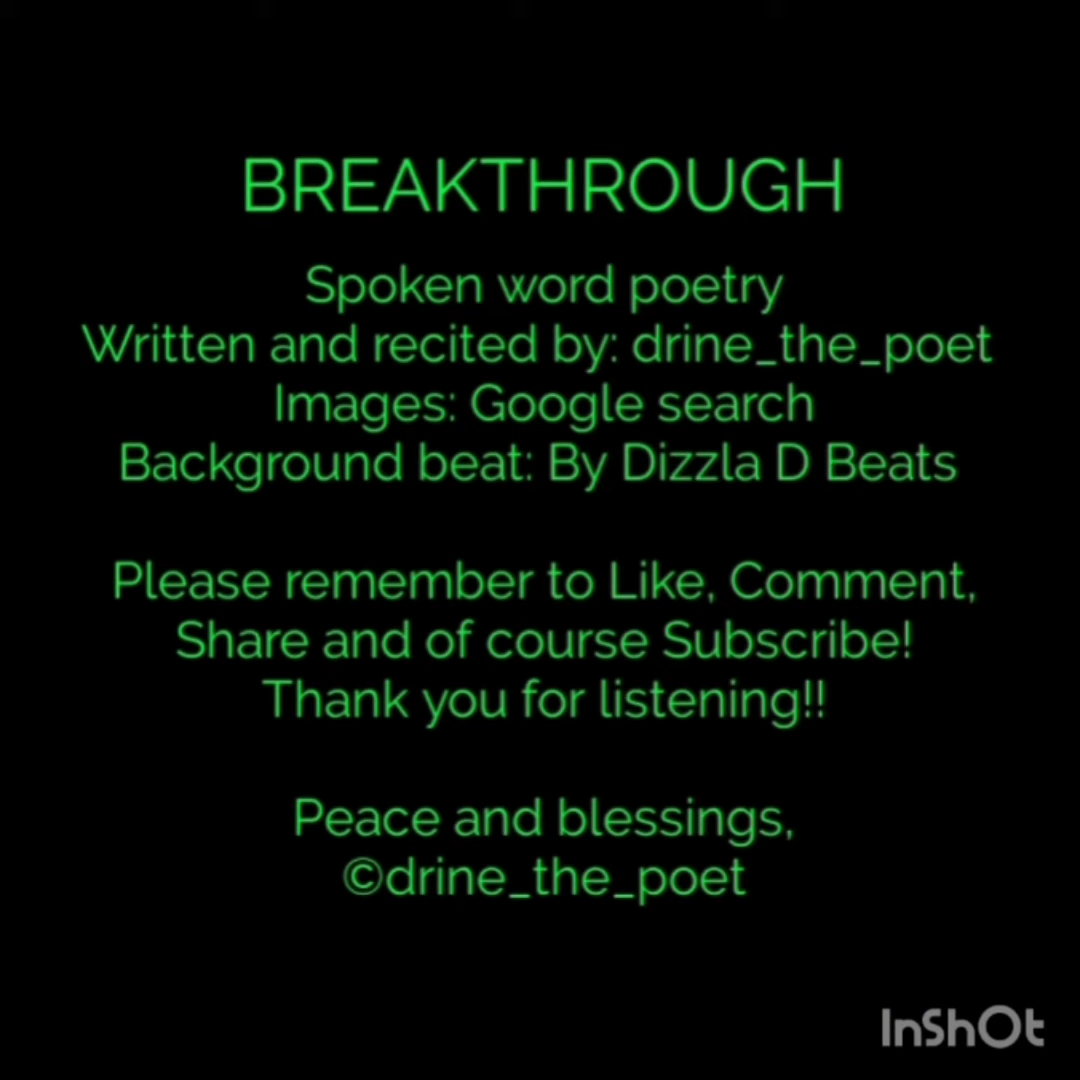 BREAKTHROUGH
Spoken word poetry
Written and recited by: drine_the_poet
Images: Google search
Background beat: By Dizzla D Beats
Please remember to Like, Comment,
Share and of course Subscribe!
Thank you for listening!!
Peace and blessings,
©drine_the_poet
InShOt